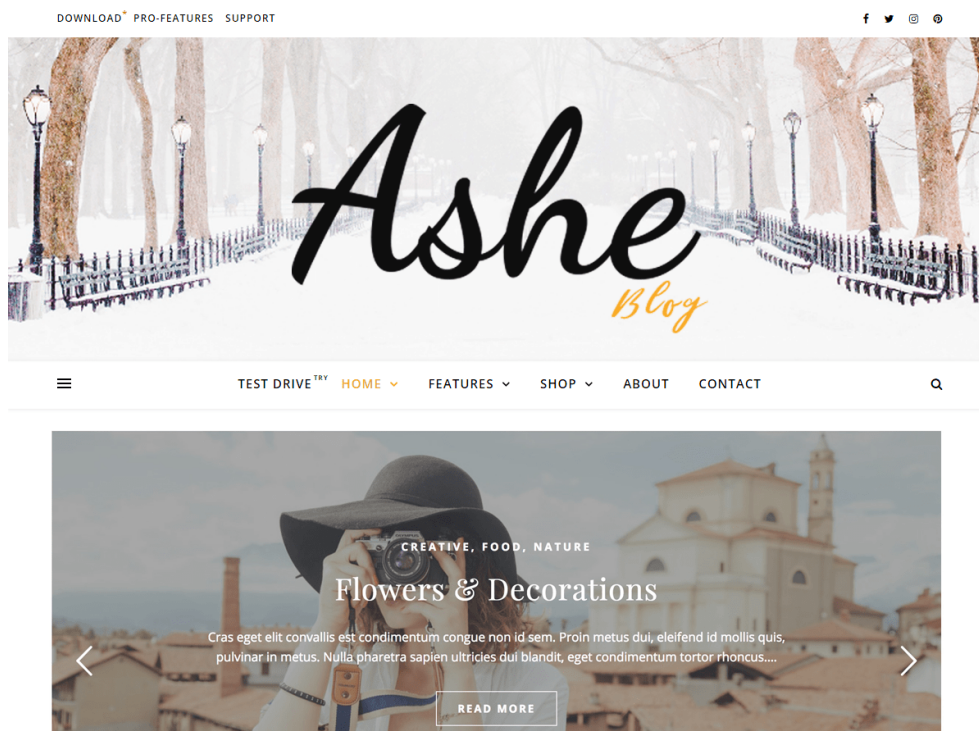 DOWNLOAD* PRO-FEATURES SUPPORT
Ashe
Blog
TEST DRIVE TRY HOME FEATURES SHOP ABOUT CONTACT
CREATIVE, FOOD, NATURE
Flowers & Decorations
Cras eget elit convallis est condimentum congue non id sem. Proin metus dui, eleifend id mollis quis,
pulvinar in metus. Nulla pharetra sapien ultricies dui blandit, eget condimentum tortor rhoncus....
READ MORE